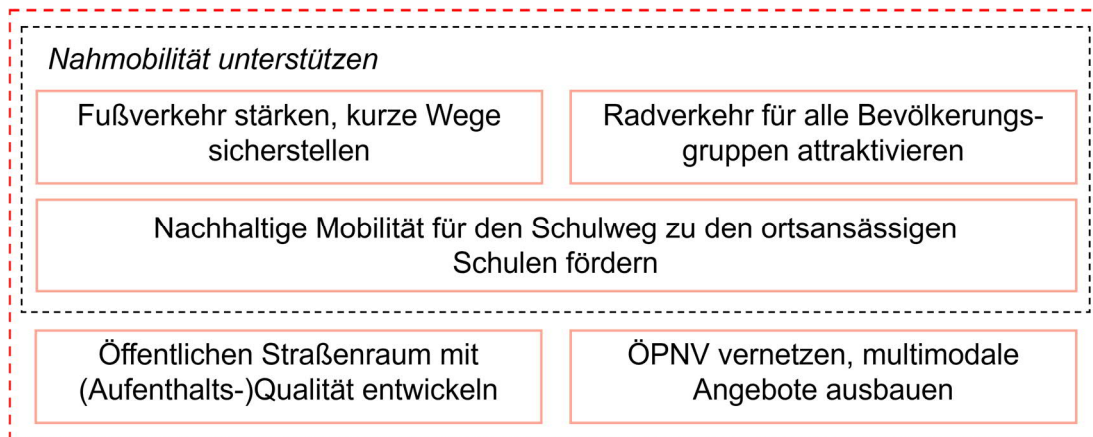 Nahmobilität unterstützen
Fußverkehr stärken, kurze Wege
sicherstellen
Radverkehr für alle Bevölkerungs-
gruppen attraktivieren
Nachhaltige Mobilität für den Schulweg zu den ortsansässigen
Schulen fördern
Öffentlichen Straßenraum mit
(Aufenthalts-)Qualität entwickeln
ÖPNV vernetzen, multimodale
Angebote ausbauen